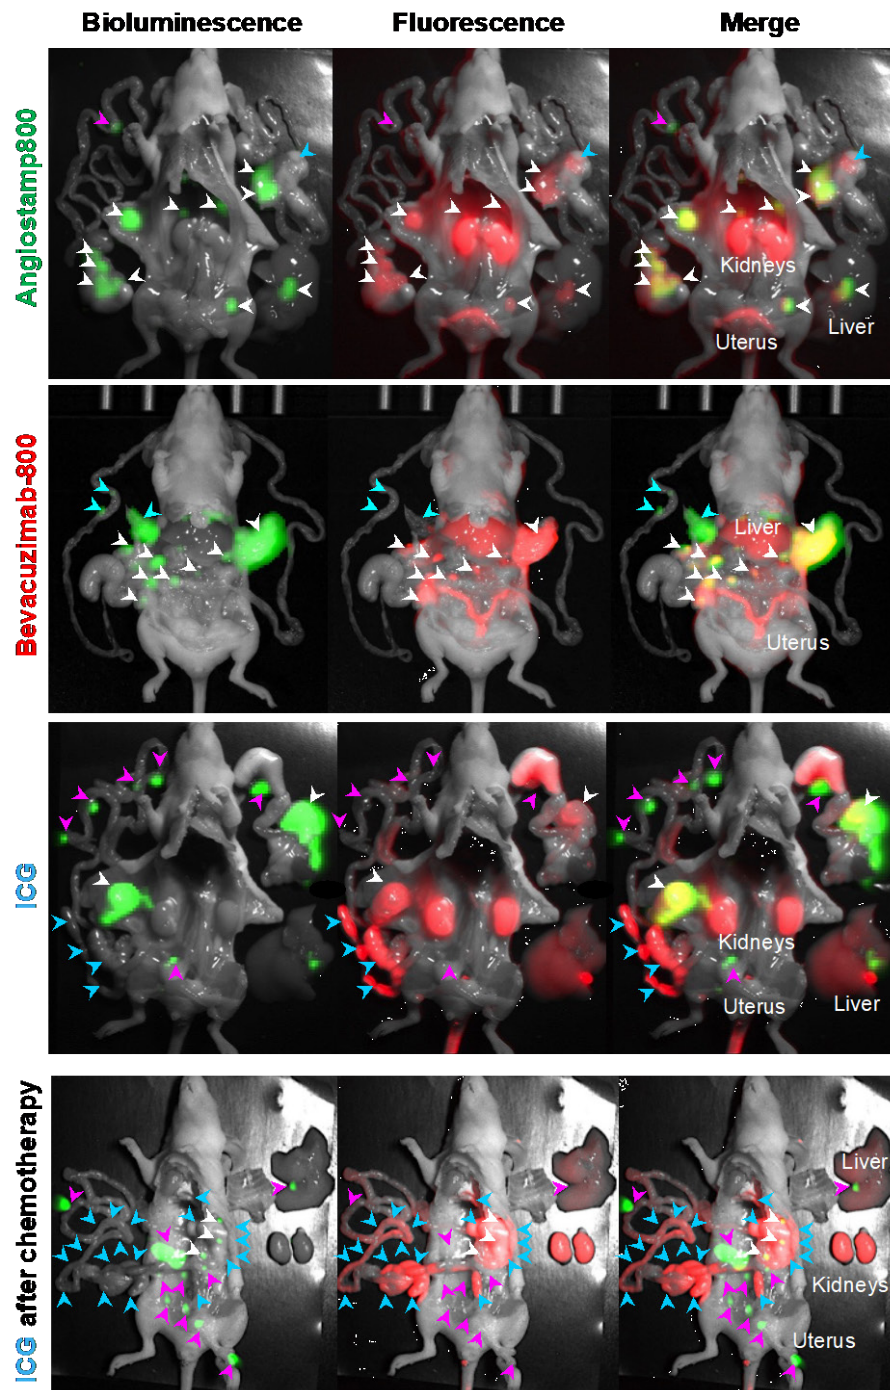 Bioluminescence Fluorescence Merge
Angiostamp800
Kidneys
Uterus
Liver
Bevacuzimab-800
Liver
Uterus
ICG
Kidneys
Uterus
Liver
ICG after chemotherapy
Liver
Kidneys
Uterus